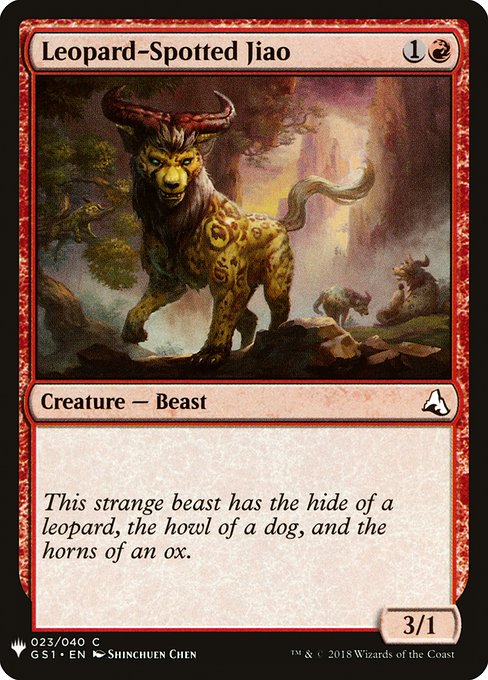 Leopard-Spotted Jiao 1
Creature — Beast
This strange beast has the hide of a
leopard, the howl of a dog, and the
horns of an ox.
3/1
023/040 C
GS1 • EN Shinchuen Chen
™ & © 2018 Wizards of the Coast